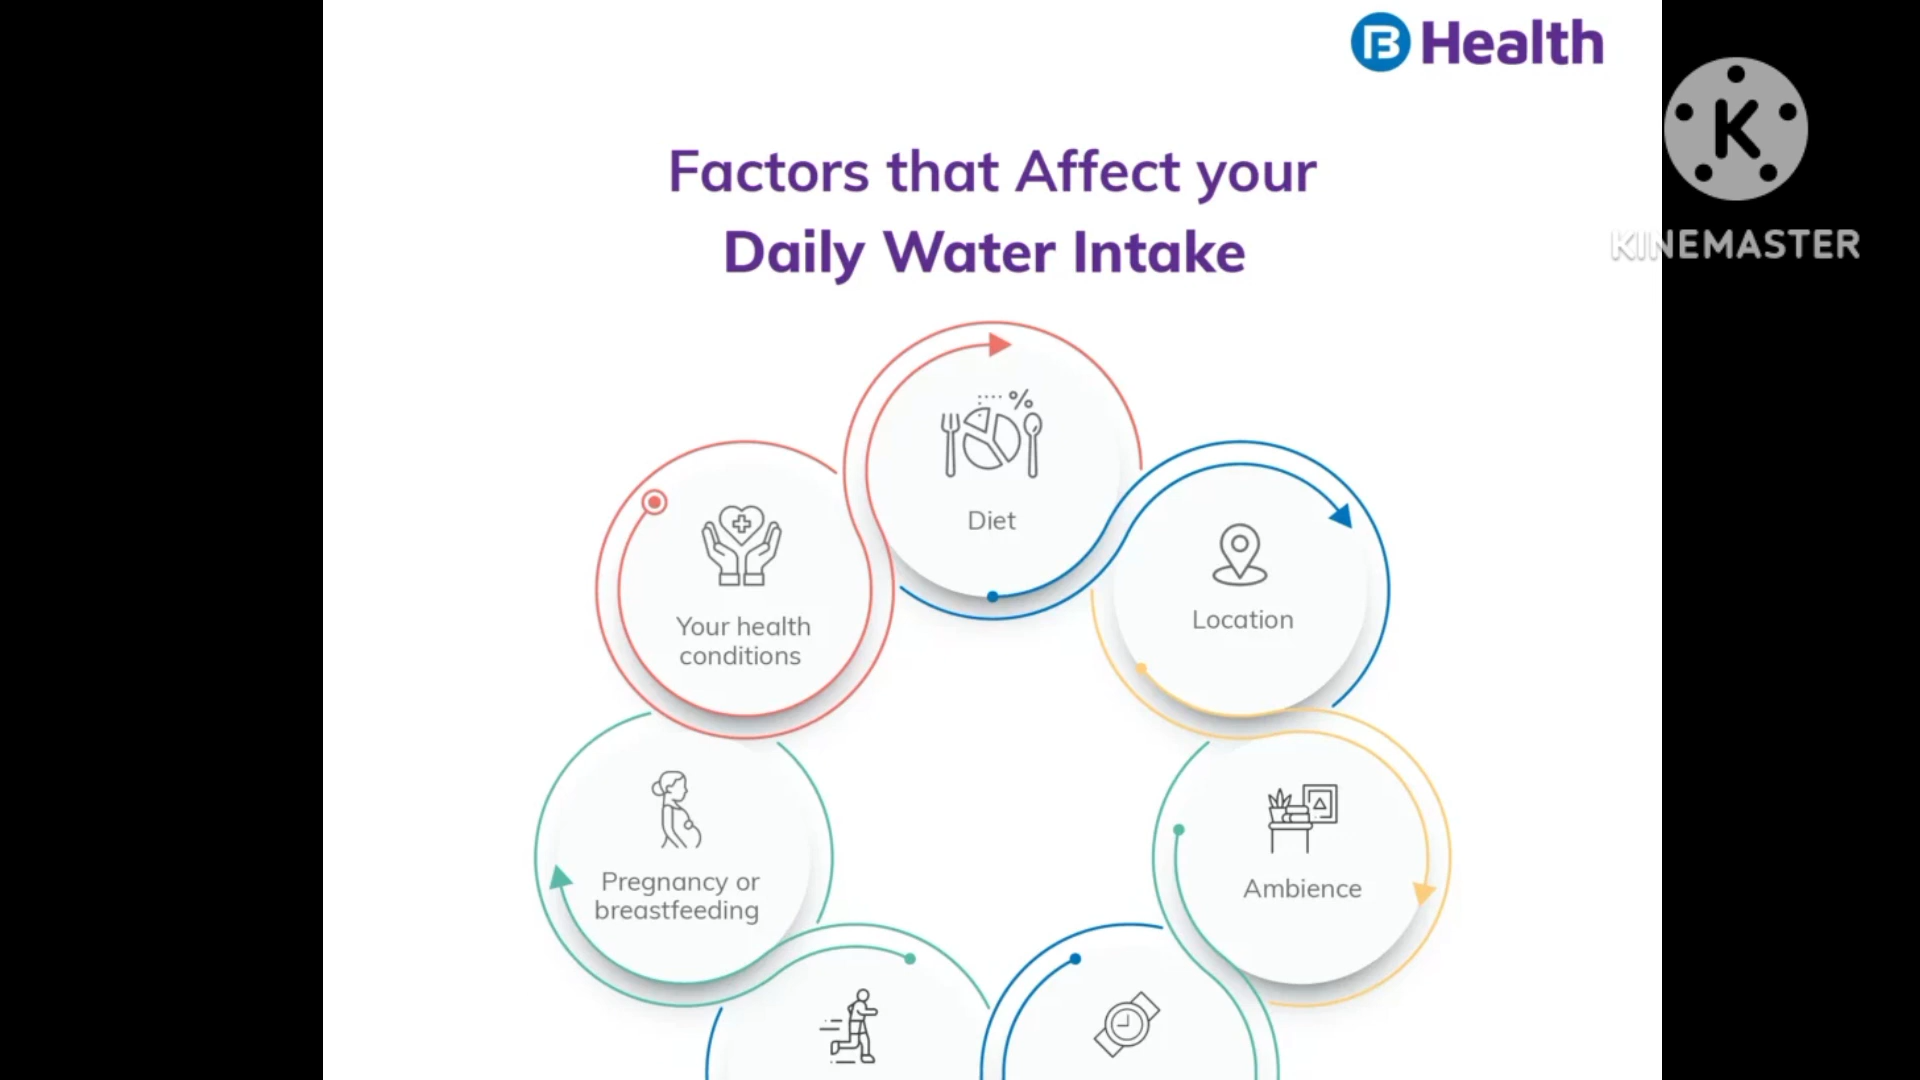 Health
KINEMASTER
Factors that Affect your
Daily Water Intake
%
Diet
Location
Your health
conditions
Pregnancy or
breastfeeding
Ambience